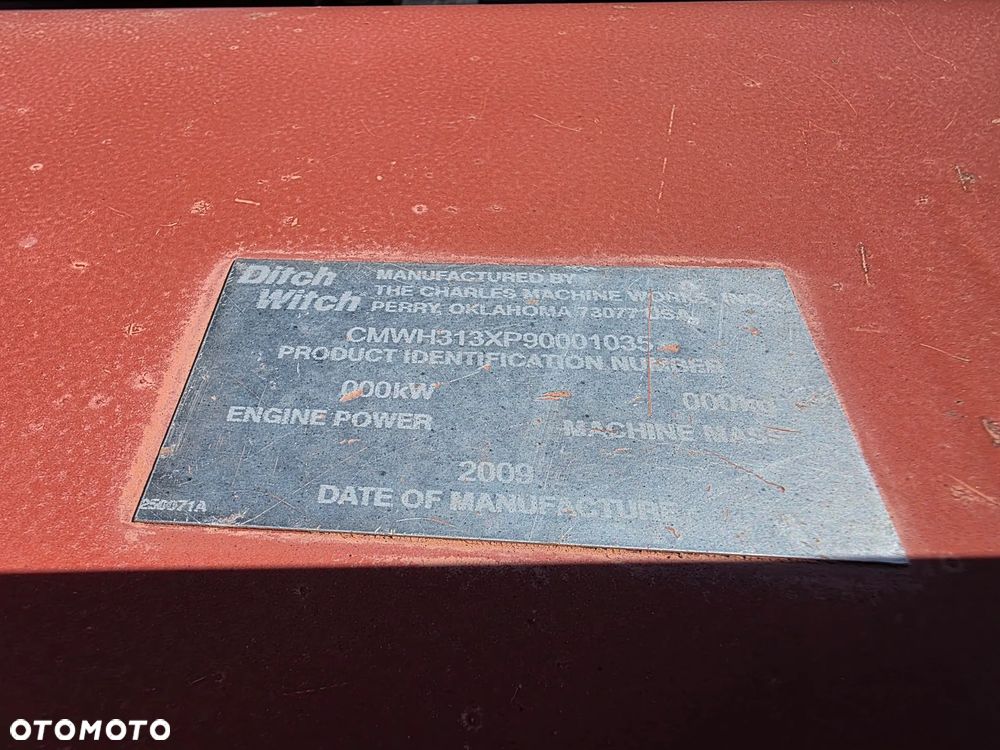 Ditch Witch
MANUFACTURED BY
THE CHARLES MACHINE WORKS, INC.
PERRY, OKLAHOMA 73077 USA
CMWH313XP90001035
PRODUCT IDENTIFICATION NUMBER
000kW
000kg
ENGINE POWER
MACHINE MASS
2009
DATE OF MANUFACTURE
250071A
OTOMOTO